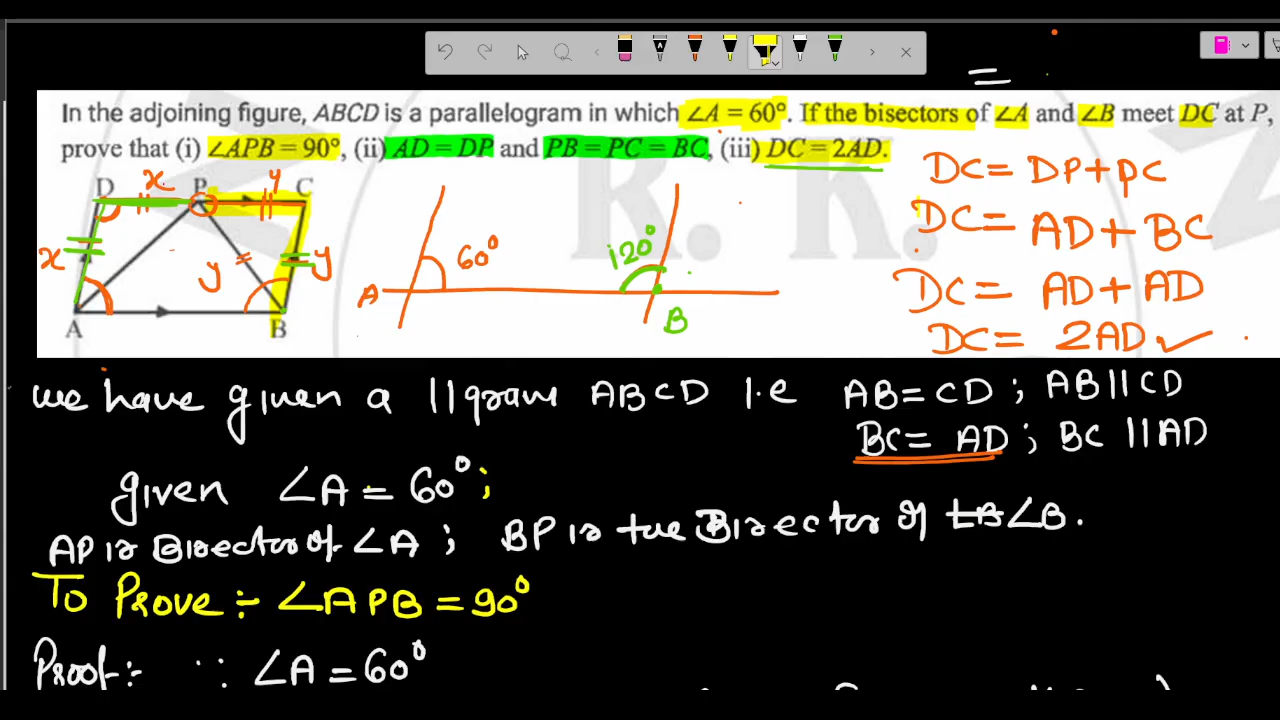 In the adjoining figure, ABCD is a parallelogram in which ∠A = 60°. If the bisectors of ∠A and ∠B meet DC at P,
prove that (i) ∠APB = 90°, (ii) AD = DP and PB = PC = BC, (iii) DC = 2AD.
D x P y C
x y y
A B
60°
A
120°
B
DC = DP + PC
DC = AD + BC
DC = AD + AD
DC = 2AD ✓
we have given a ||gram ABCD i.e AB = CD ; AB || CD
BC = AD ; BC || AD
given ∠A = 60° ;
AP is Bisector of ∠A ; BP is the Bisector of ∠B.
To Prove :- ∠APB = 90°
Proof :- ∵ ∠A = 60°